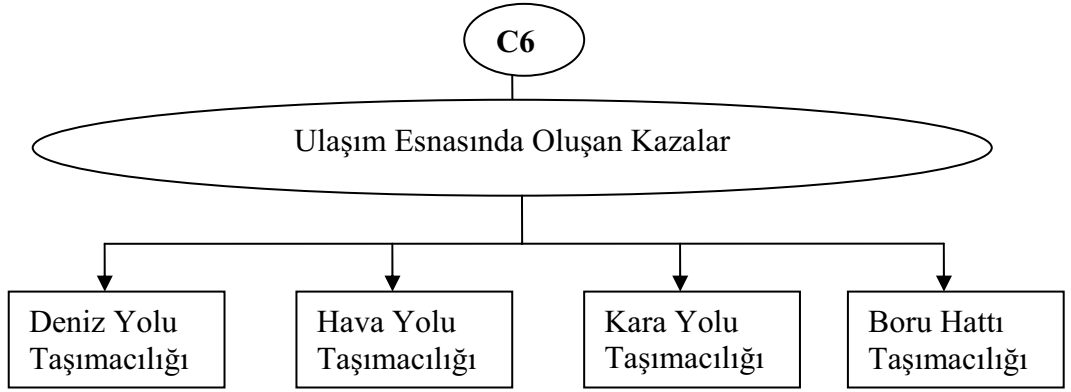 C6
Ulaşım Esnasında Oluşan Kazalar
Deniz Yolu
Taşımacılığı
Hava Yolu
Taşımacılığı
Kara Yolu
Taşımacılığı
Boru Hattı
Taşımacılığı